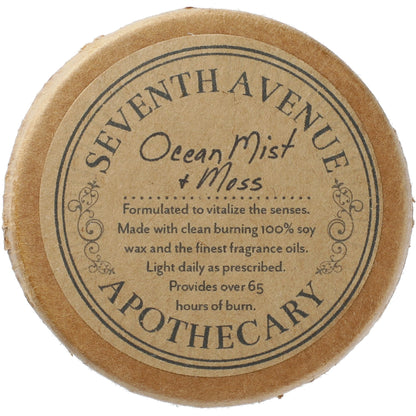 SEVENTH AVENUE
Ocean Mist
+ Moss
Formulated to vitalize the senses.
Made with clean burning 100% soy
wax and the finest fragrance oils.
Light daily as prescribed.
Provides over 65
hours of burn.
APOTHECARY